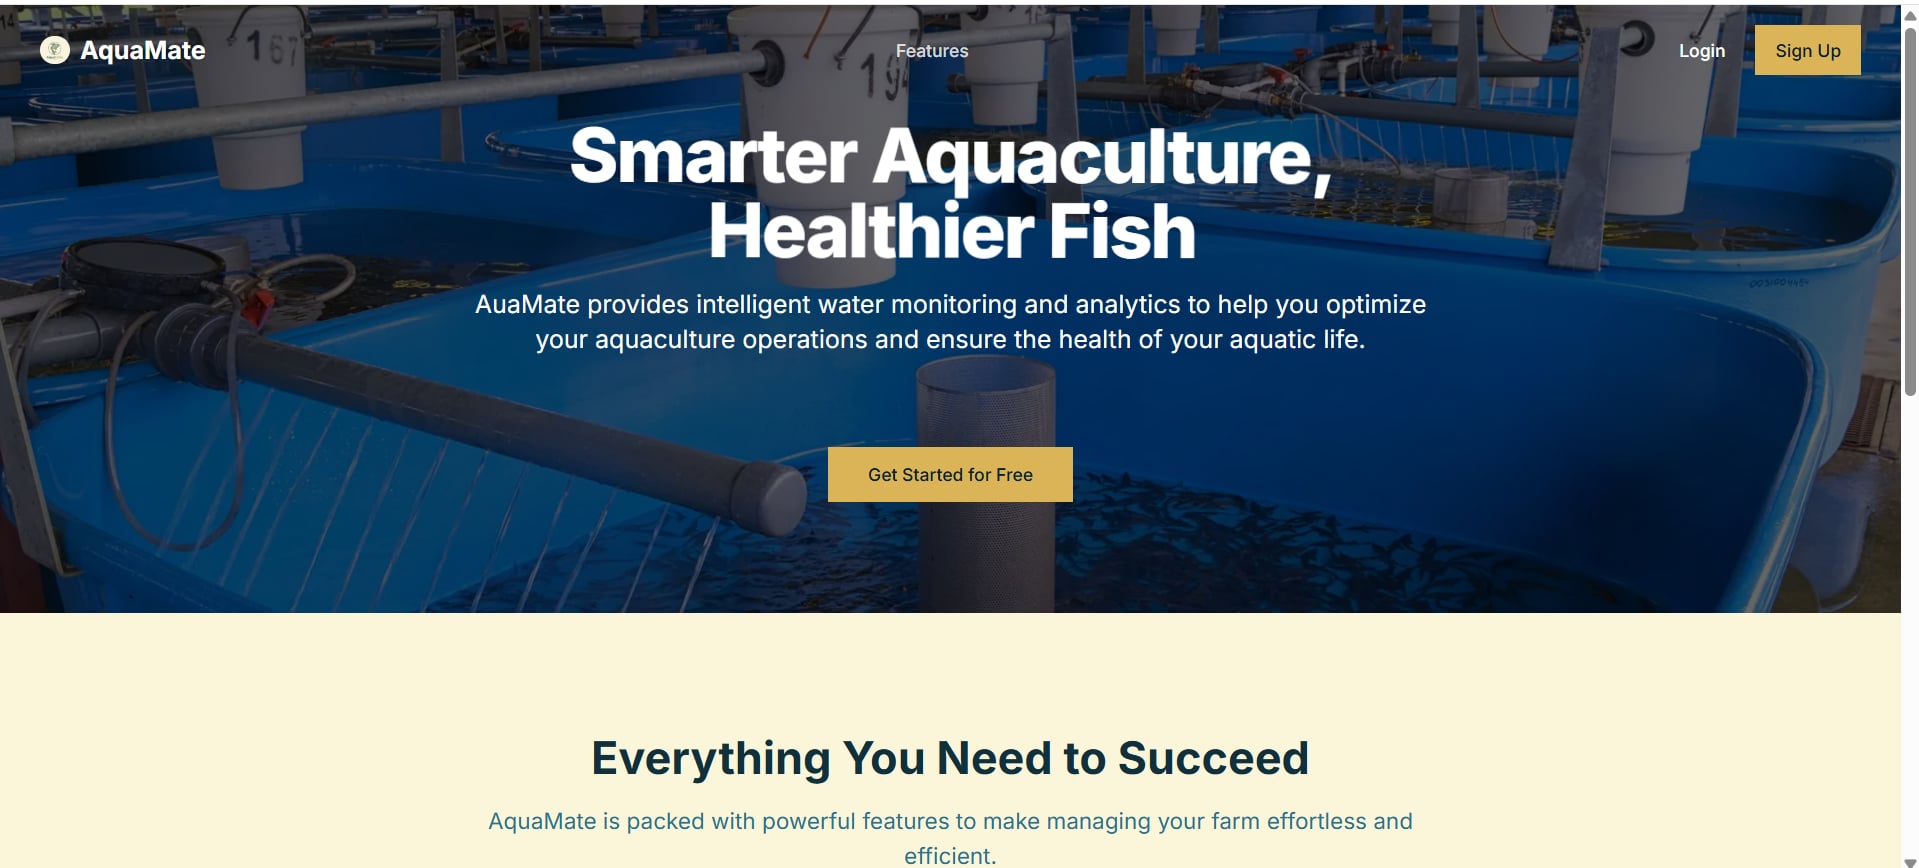 AquaMate
Features
Login
Sign Up
167
19
Smarter Aquaculture,
Healthier Fish
AuaMate provides intelligent water monitoring and analytics to help you optimize
your aquaculture operations and ensure the health of your aquatic life.
Get Started for Free
Everything You Need to Succeed
AquaMate is packed with powerful features to make managing your farm effortless and
efficient.